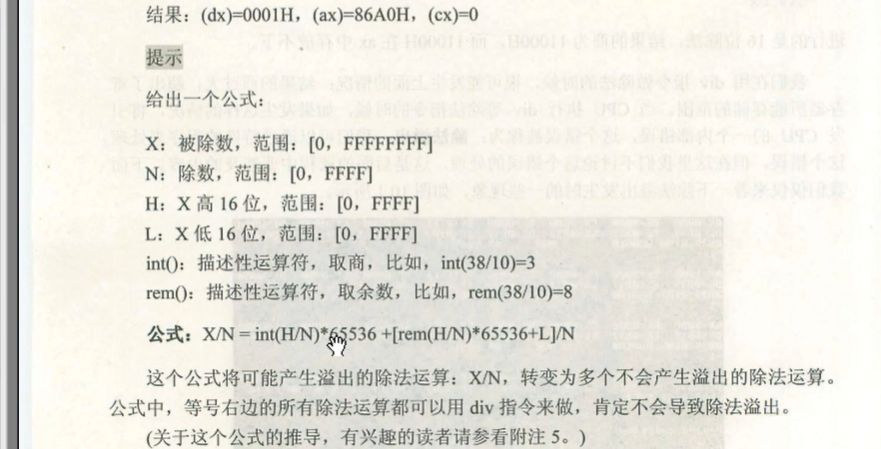 结果：(dx)=0001H，(ax)=86A0H，(cx)=0
提示
给出一个公式：
X：被除数，范围：[0，FFFFFFFF]
N：除数，范围：[0，FFFF]
H：X 高 16 位，范围：[0，FFFF]
L：X 低 16 位，范围：[0，FFFF]
int()：描述性运算符，取商，比如，int(38/10)=3
rem()：描述性运算符，取余数，比如，rem(38/10)=8
公式：X/N = int(H/N)*65536 +[rem(H/N)*65536+L]/N
这个公式将可能产生溢出的除法运算：X/N，转变为多个不会产生溢出的除法运算。
公式中，等号右边的所有除法运算都可以用 div 指令来做，肯定不会导致除法溢出。
(关于这个公式的推导，有兴趣的读者请参看附注 5。)